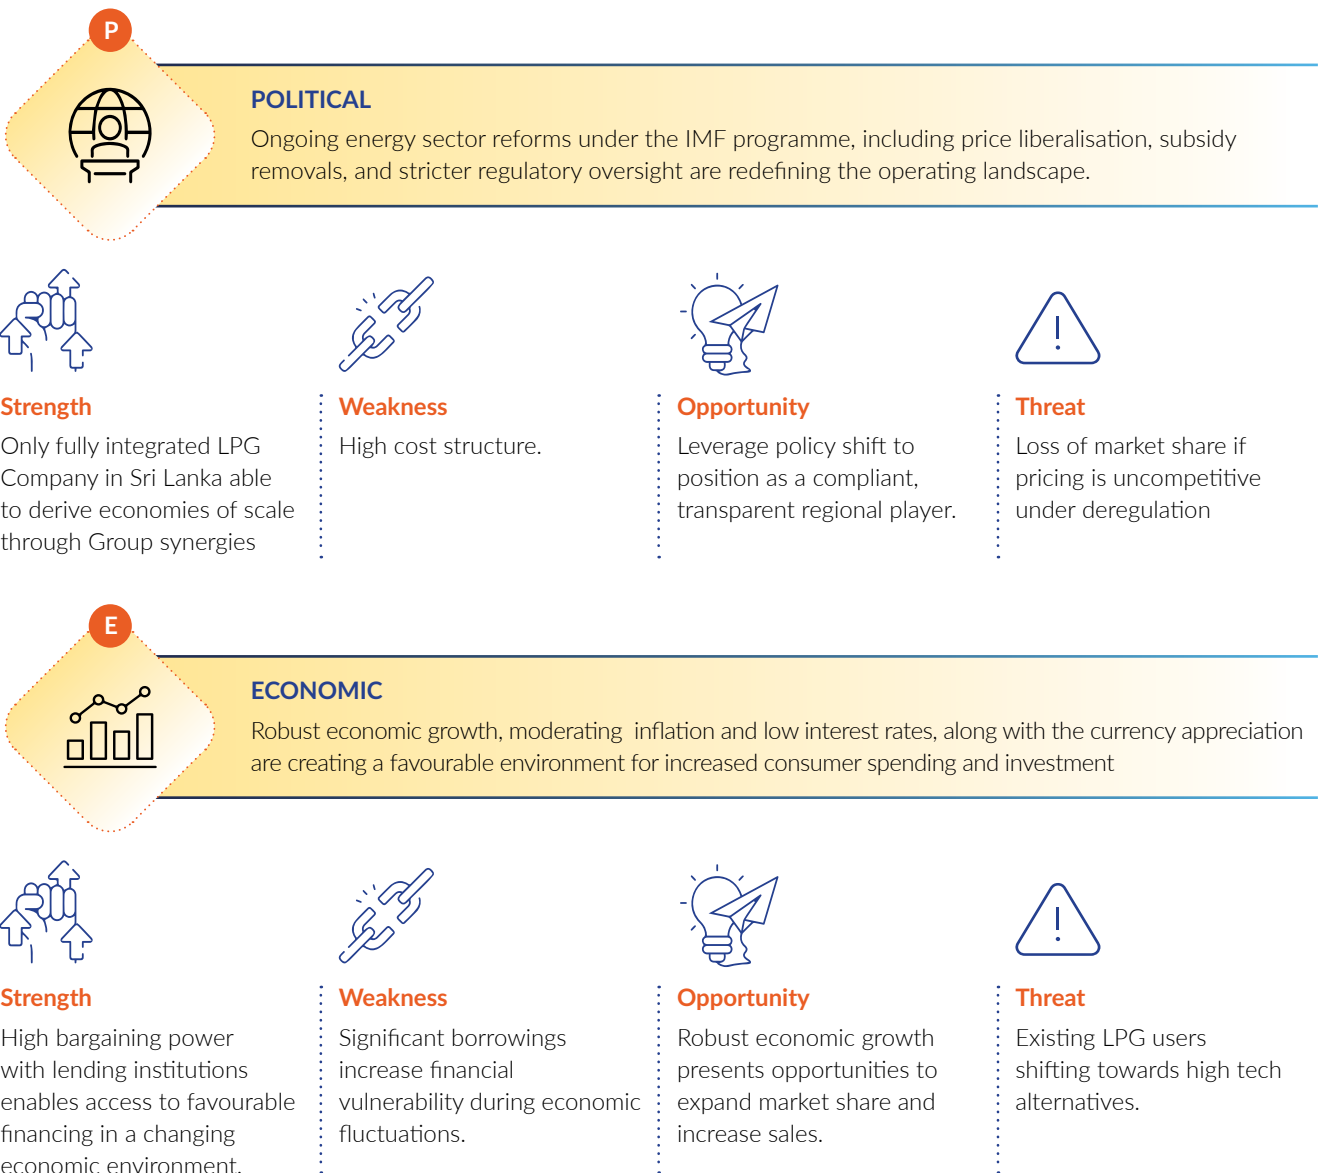 P
POLITICAL
Ongoing energy sector reforms under the IMF programme, including price liberalisation, subsidy
removals, and stricter regulatory oversight are redefining the operating landscape.
Strength
Only fully integrated LPG
Company in Sri Lanka able
to derive economies of scale
through Group synergies
Weakness
High cost structure.
Opportunity
Leverage policy shift to
position as a compliant,
transparent regional player.
Threat
Loss of market share if
pricing is uncompetitive
under deregulation
E
ECONOMIC
Robust economic growth, moderating  inflation and low interest rates, along with the currency appreciation
are creating a favourable environment for increased consumer spending and investment
Strength
High bargaining power
with lending institutions
enables access to favourable
financing in a changing
economic environment.
Weakness
Significant borrowings
increase financial
vulnerability during economic
fluctuations.
Opportunity
Robust economic growth
presents opportunities to
expand market share and
increase sales.
Threat
Existing LPG users
shifting towards high tech
alternatives.